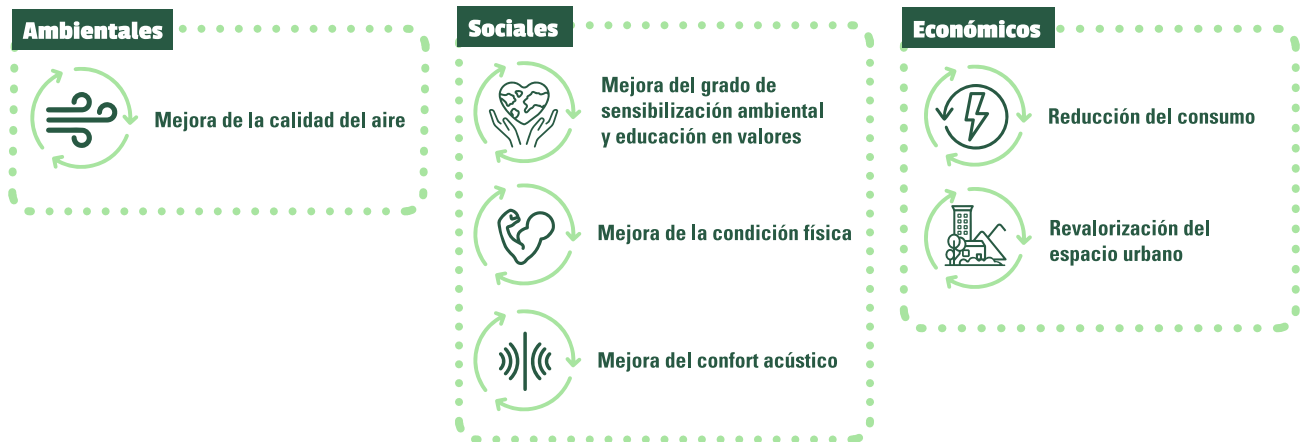 Ambientales
Mejora de la calidad del aire
Sociales
Mejora del grado de
sensibilización ambiental
y educación en valores
Mejora de la condición física
Mejora del confort acústico
Económicos
Reducción del consumo
Revalorización del
espacio urbano